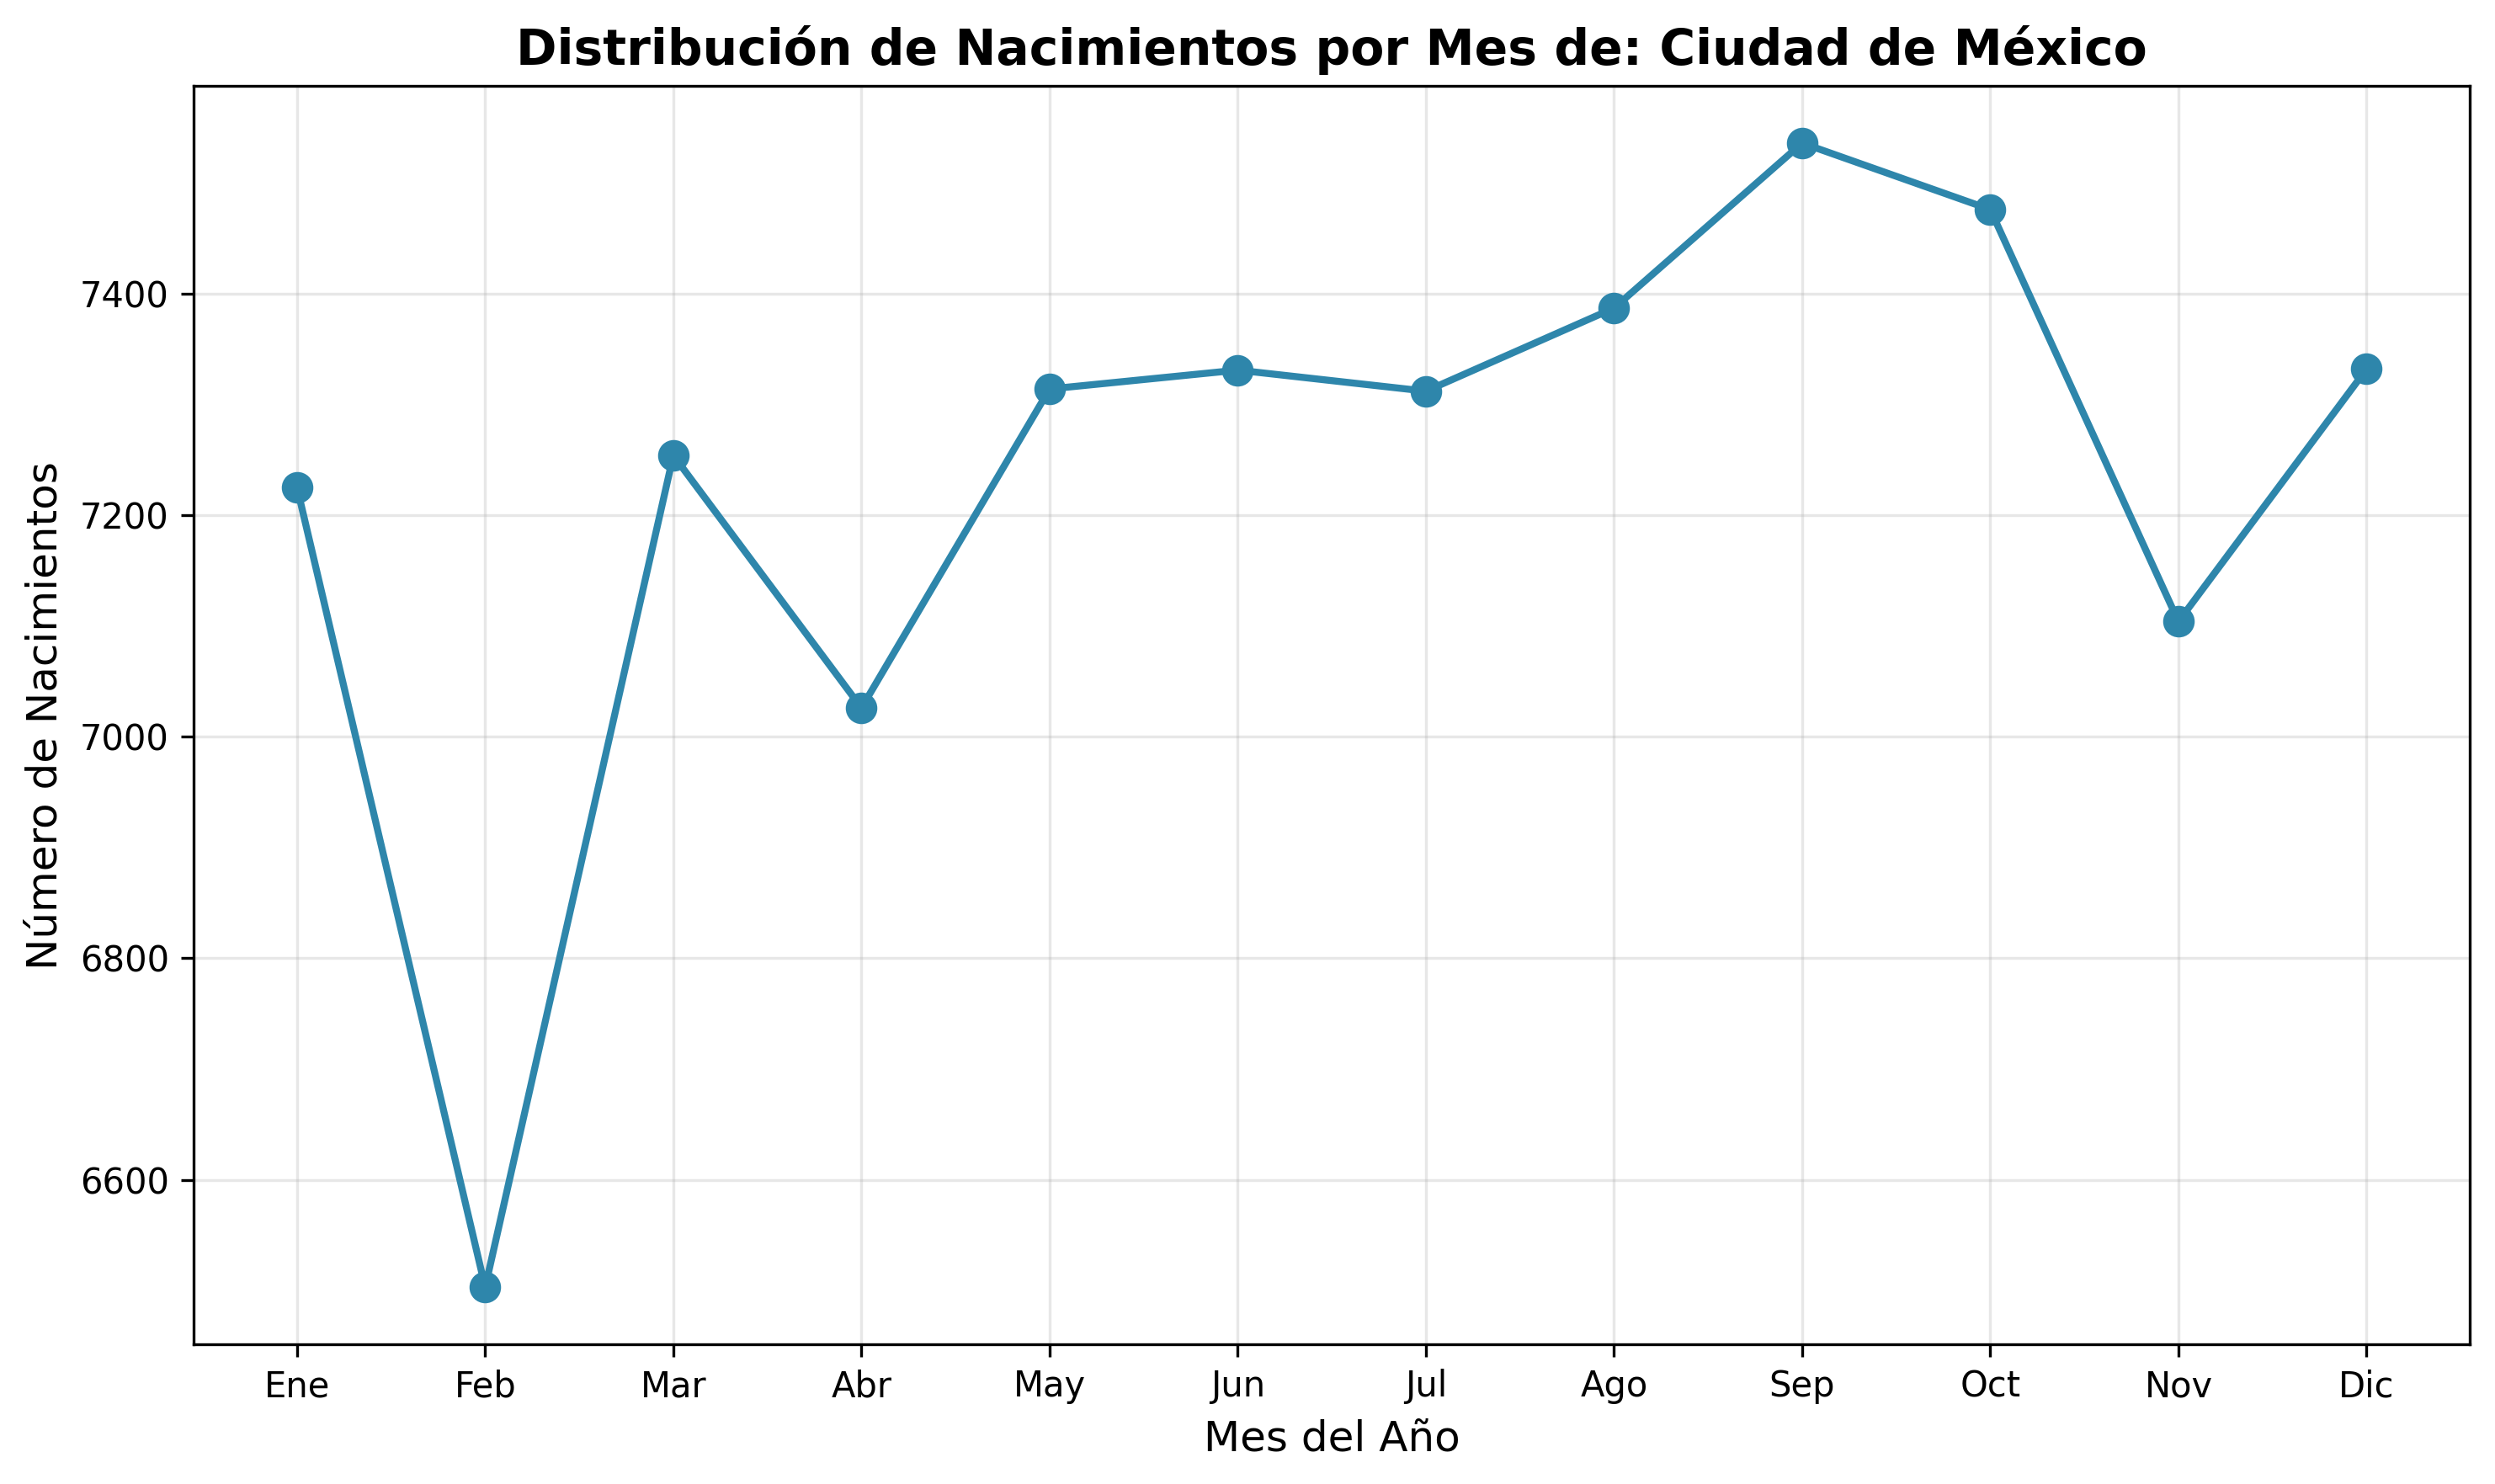 Distribución de Nacimientos por Mes de: Ciudad de México
Número de Nacimientos
7400
7200
7000
6800
6600
Ene Feb Mar Abr May Jun Jul Ago Sep Oct Nov Dic
Mes del Año